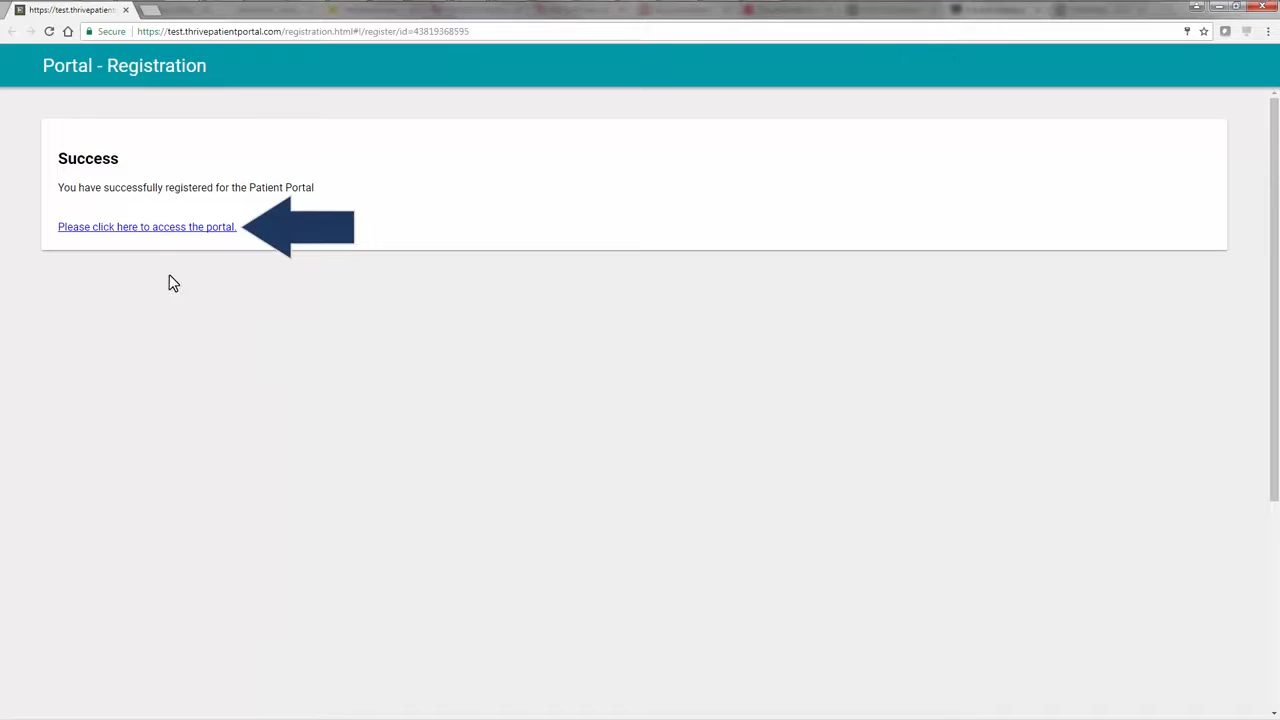 https://test.thrivepatient
Secure
https://test.thrivepatientportal.com/registration.html#!/register/id=43819368595
Portal - Registration
Success
You have successfully registered for the Patient Portal
Please click here to access the portal.